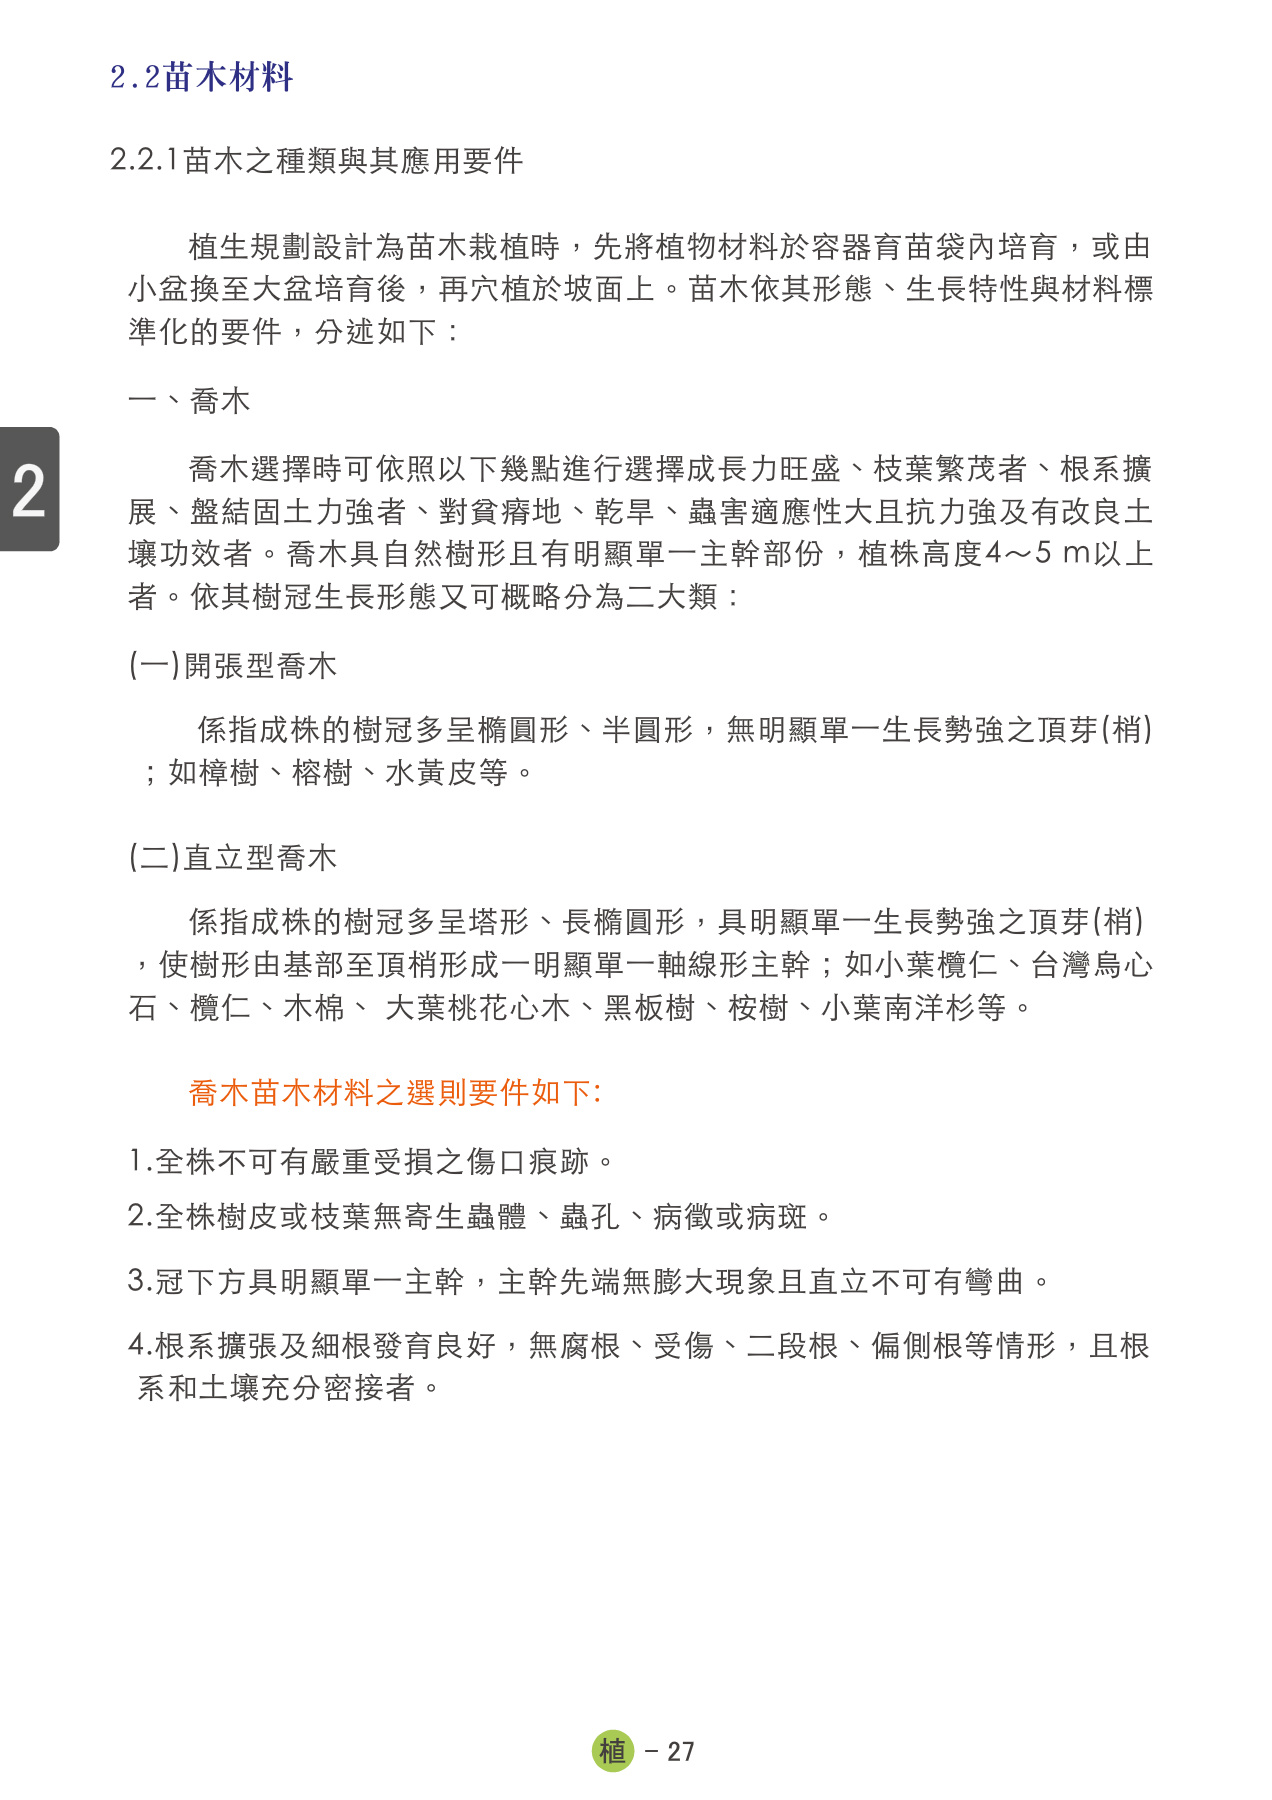 2.2苗木材料
2.2.1苗木之種類與其應用要件
植生規劃設計為苗木栽植時，先將植物材料於容器育苗袋內培育，或由
小盆換至大盆培育後，再穴植於坡面上。苗木依其形態、生長特性與材料標
準化的要件，分述如下：
一、喬木
2
喬木選擇時可依照以下幾點進行選擇成長力旺盛、枝葉繁茂者、根系擴
展、盤結固土力強者、對貧瘠地、乾旱、蟲害適應性大且抗力強及有改良土
壤功效者。喬木具自然樹形且有明顯單一主幹部份，植株高度4～5 m以上
者。依其樹冠生長形態又可概略分為二大類：
(一)開張型喬木
係指成株的樹冠多呈橢圓形、半圓形，無明顯單一生長勢強之頂芽(梢)
；如樟樹、榕樹、水黃皮等。
(二)直立型喬木
係指成株的樹冠多呈塔形、長橢圓形，具明顯單一生長勢強之頂芽(梢)
，使樹形由基部至頂梢形成一明顯單一軸線形主幹；如小葉欖仁、台灣烏心
石、欖仁、木棉、 大葉桃花心木、黑板樹、桉樹、小葉南洋杉等。
喬木苗木材料之選則要件如下:
1.全株不可有嚴重受損之傷口痕跡。
2.全株樹皮或枝葉無寄生蟲體、蟲孔、病徵或病斑。
3.冠下方具明顯單一主幹，主幹先端無膨大現象且直立不可有彎曲。
4.根系擴張及細根發育良好，無腐根、受傷、二段根、偏側根等情形，且根
系和土壤充分密接者。
植 - 27